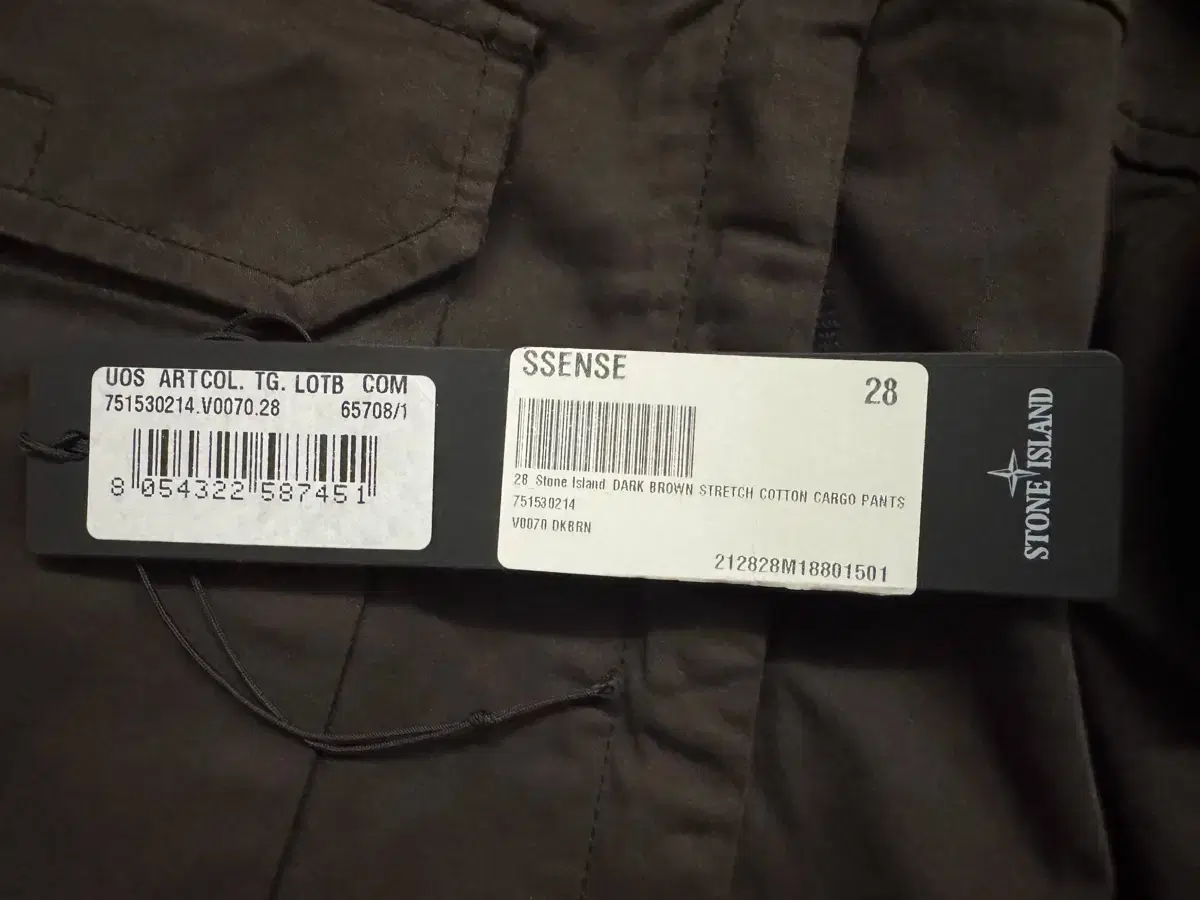 UOS ARTCOL. TG. LOTB COM
751530214.V0070.28 65708/1
8 054322 587451
SSENSE
28
28 Stone Island DARK BROWN STRETCH COTTON CARGO PANTS
751530214
V0070 DKBRN
212828M18801501
STONE ISLAND